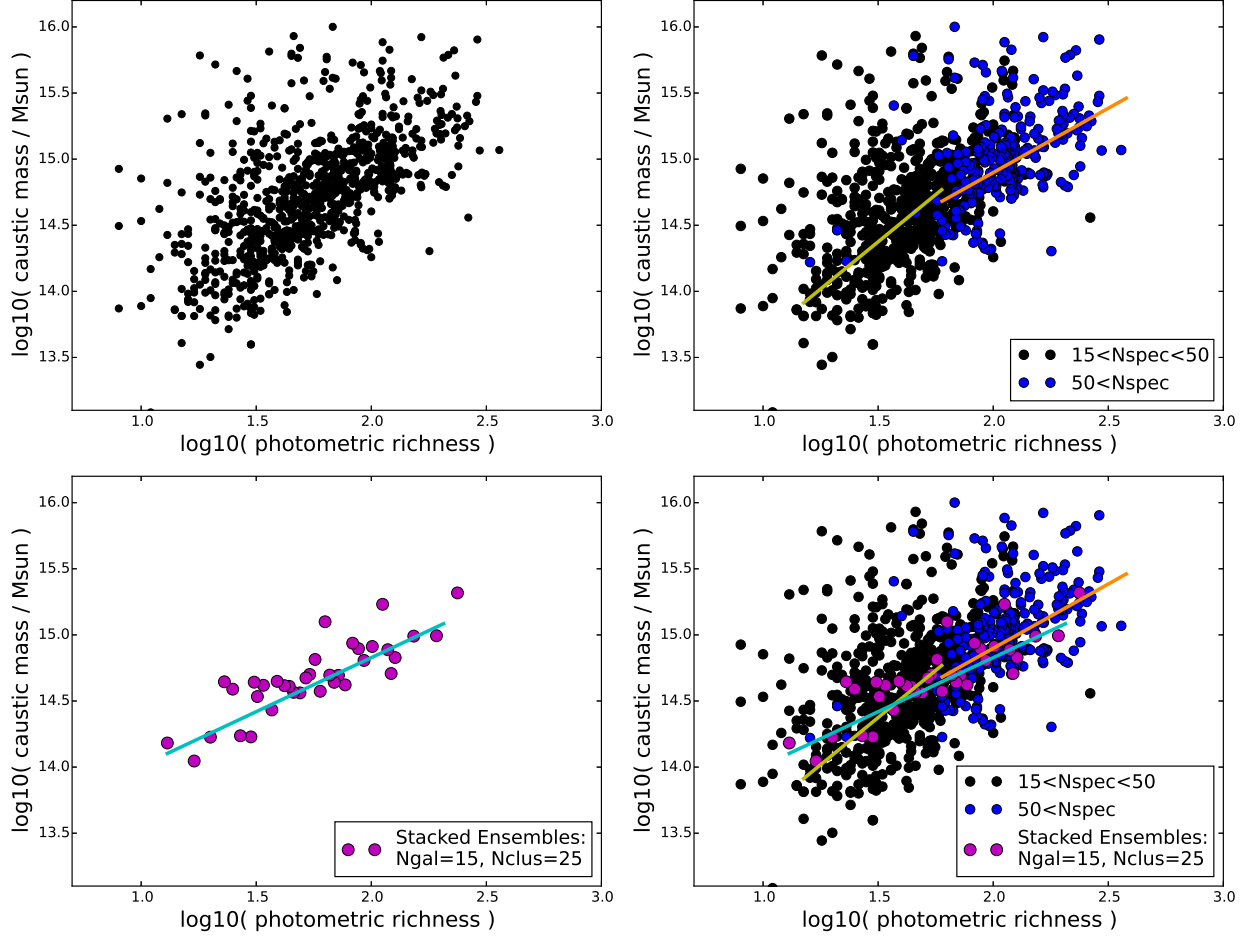 16.0
15.5
15.0
14.5
14.0
13.5
log10( caustic mass / Msun )
1.0 1.5 2.0 2.5 3.0
log10( photometric richness )
16.0
15.5
15.0
14.5
14.0
13.5
log10( caustic mass / Msun )
15<Nspec<50
50<Nspec
1.0 1.5 2.0 2.5 3.0
log10( photometric richness )
16.0
15.5
15.0
14.5
14.0
13.5
log10( caustic mass / Msun )
Stacked Ensembles:
Ngal=15, Nclus=25
1.0 1.5 2.0 2.5 3.0
log10( photometric richness )
16.0
15.5
15.0
14.5
14.0
13.5
log10( caustic mass / Msun )
15<Nspec<50
50<Nspec
Stacked Ensembles:
Ngal=15, Nclus=25
1.0 1.5 2.0 2.5 3.0
log10( photometric richness )